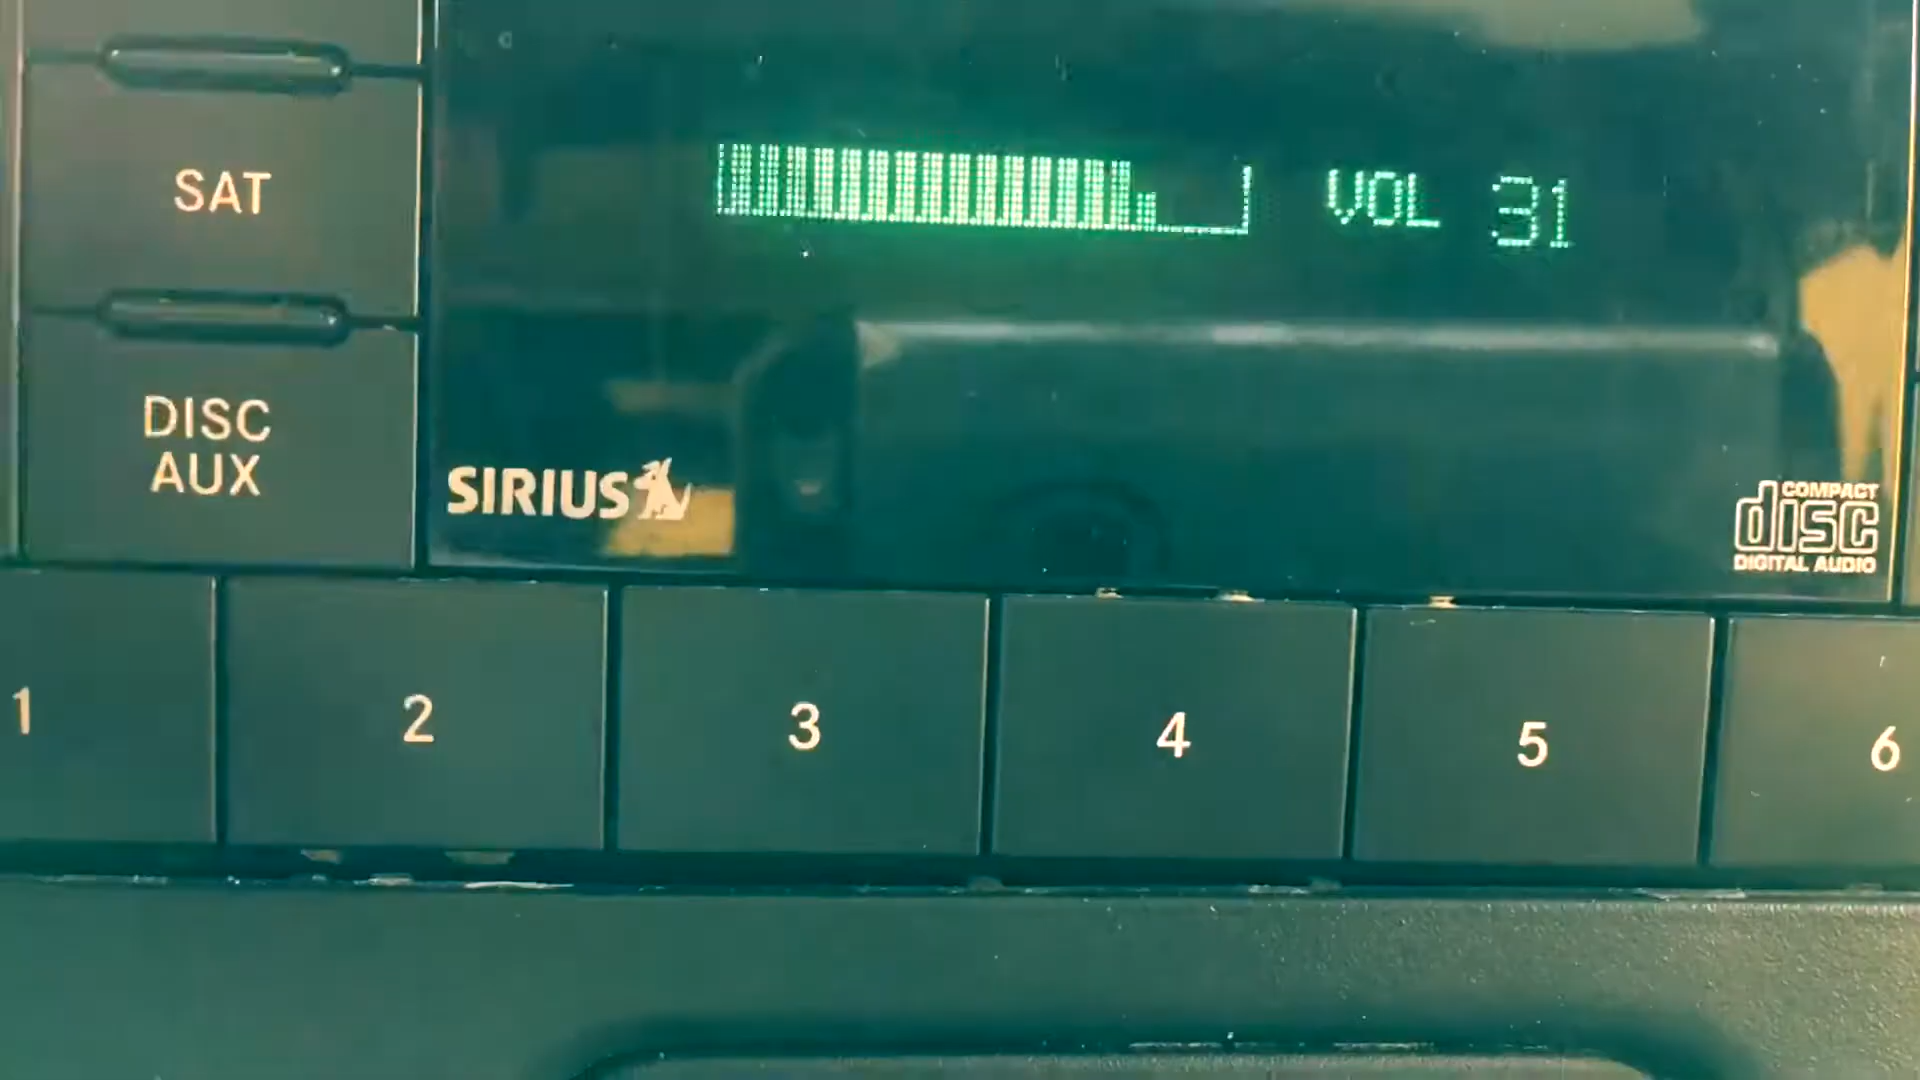 SAT
VOL 31
DISC
AUX
SIRIUS
COMPACT
disc
DIGITAL AUDIO
1
2
3
4
5
6